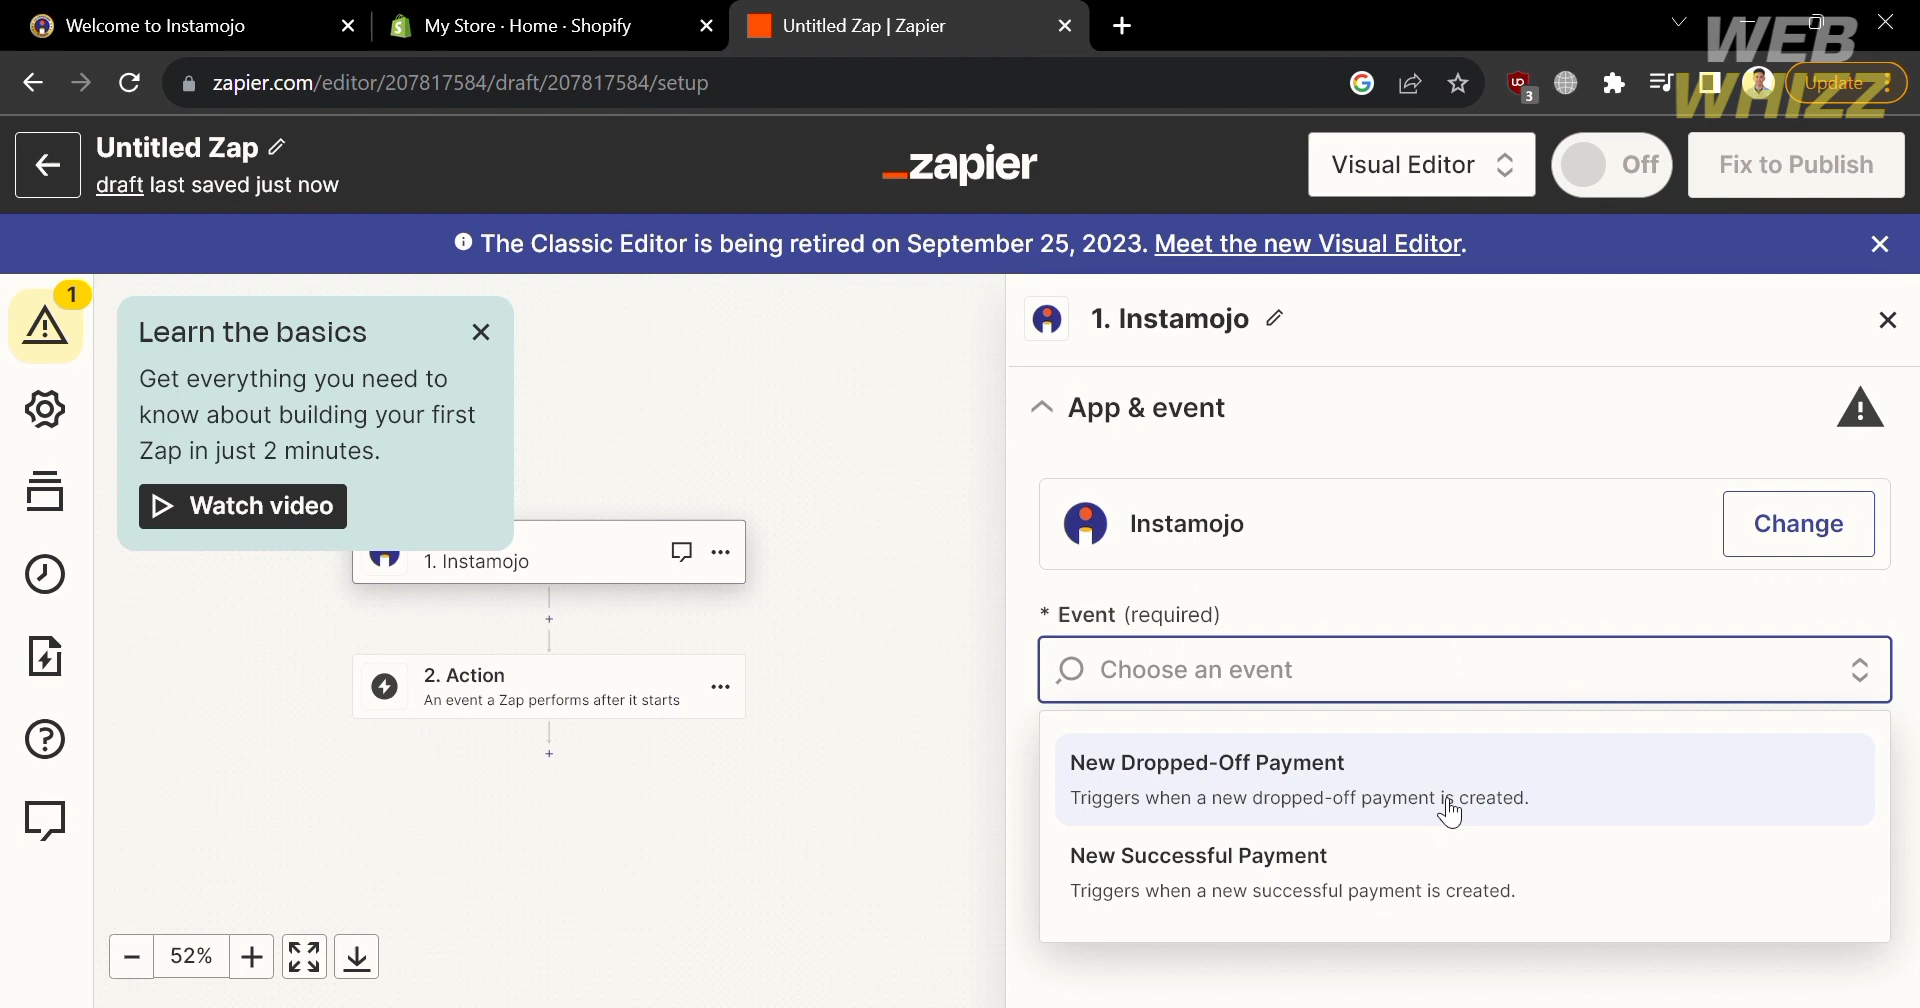 Welcome to Instamojo
My Store · Home · Shopify
Untitled Zap | Zapier
WEB
WHIZZ
zapier.com/editor/207817584/draft/207817584/setup
3
Update
Untitled Zap
draft last saved just now
_zapier
Visual Editor
Off
Fix to Publish
The Classic Editor is being retired on September 25, 2023. Meet the new Visual Editor.
1
Learn the basics
Get everything you need to
know about building your first
Zap in just 2 minutes.
Watch video
1. Instamojo
2. Action
An event a Zap performs after it starts
52%
1. Instamojo
App & event
Instamojo
Change
* Event (required)
Choose an event
New Dropped-Off Payment
Triggers when a new dropped-off payment is created.
New Successful Payment
Triggers when a new successful payment is created.